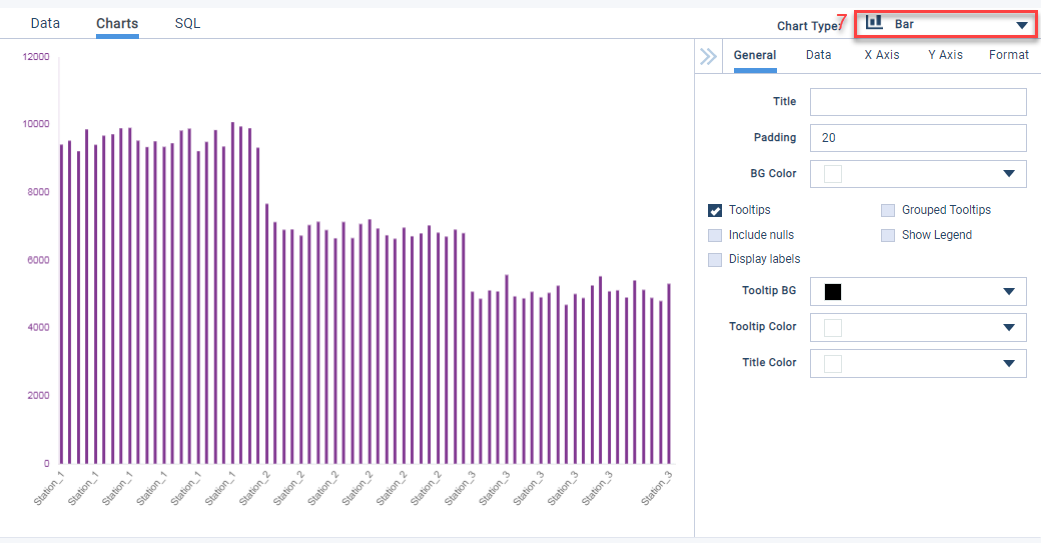 Data Charts SQL
Chart Type: 7 Bar
General Data X Axis Y Axis Format
Title
Padding 20
BG Color
Tooltips Grouped Tooltips
Include nulls Show Legend
Display labels
Tooltip BG
Tooltip Color
Title Color
12000
10000
8000
6000
4000
2000
0
Station_1 Station_1 Station_1 Station_1 Station_1 Station_1 Station_2 Station_2 Station_2 Station_2 Station_2 Station_2 Station_3 Station_3 Station_3 Station_3 Station_3 Station_3